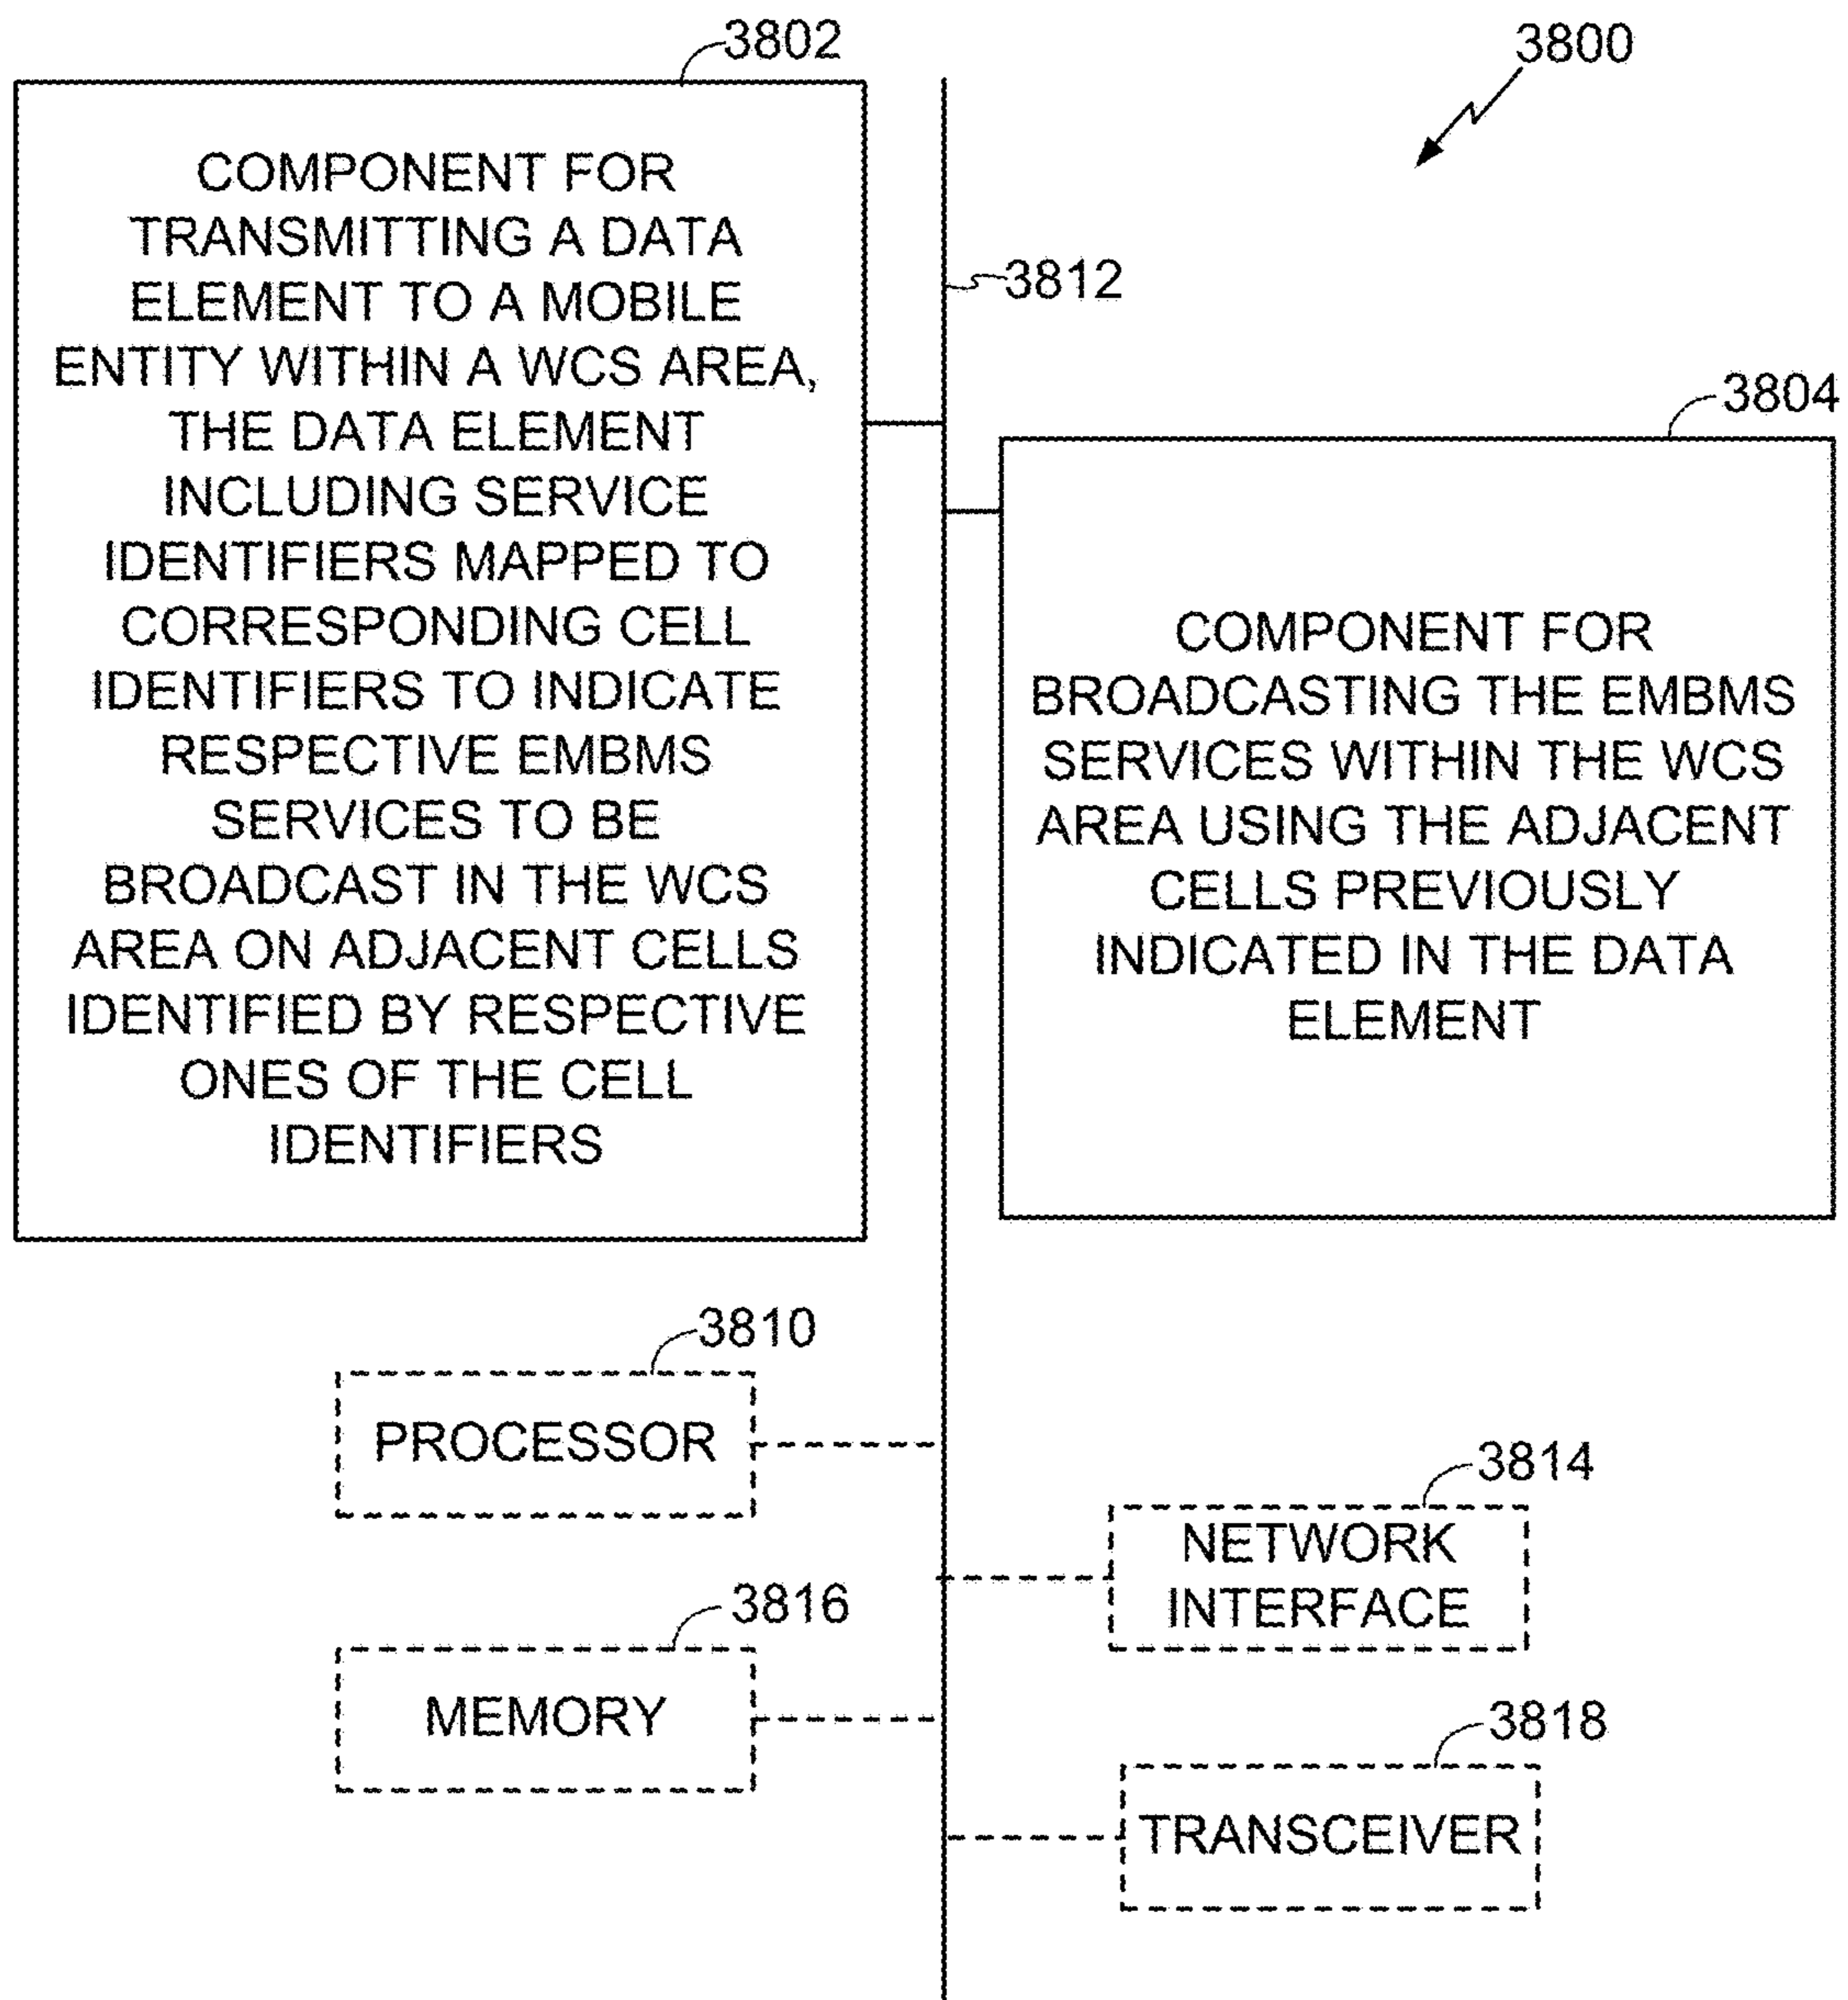 3802
3800
COMPONENT FOR
TRANSMITTING A DATA
ELEMENT TO A MOBILE
ENTITY WITHIN A WCS AREA,
THE DATA ELEMENT
INCLUDING SERVICE
IDENTIFIERS MAPPED TO
CORRESPONDING CELL
IDENTIFIERS TO INDICATE
RESPECTIVE EMBMS
SERVICES TO BE
BROADCAST IN THE WCS
AREA ON ADJACENT CELLS
IDENTIFIED BY RESPECTIVE
ONES OF THE CELL
IDENTIFIERS
3812
3804
COMPONENT FOR
BROADCASTING THE EMBMS
SERVICES WITHIN THE WCS
AREA USING THE ADJACENT
CELLS PREVIOUSLY
INDICATED IN THE DATA
ELEMENT
3810
PROCESSOR
3814
NETWORK
INTERFACE
3816
MEMORY
3818
TRANSCEIVER